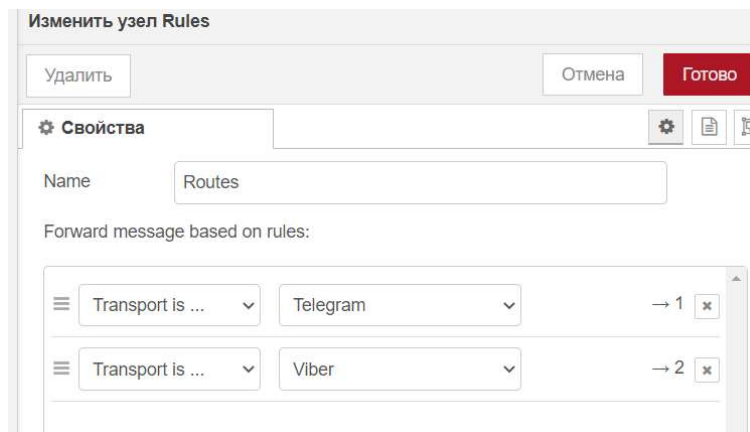 Изменить узел Rules
Удалить Отмена Готово
Свойства
Name Routes
Forward message based on rules:
Transport is ... Telegram → 1 x
Transport is ... Viber → 2 x